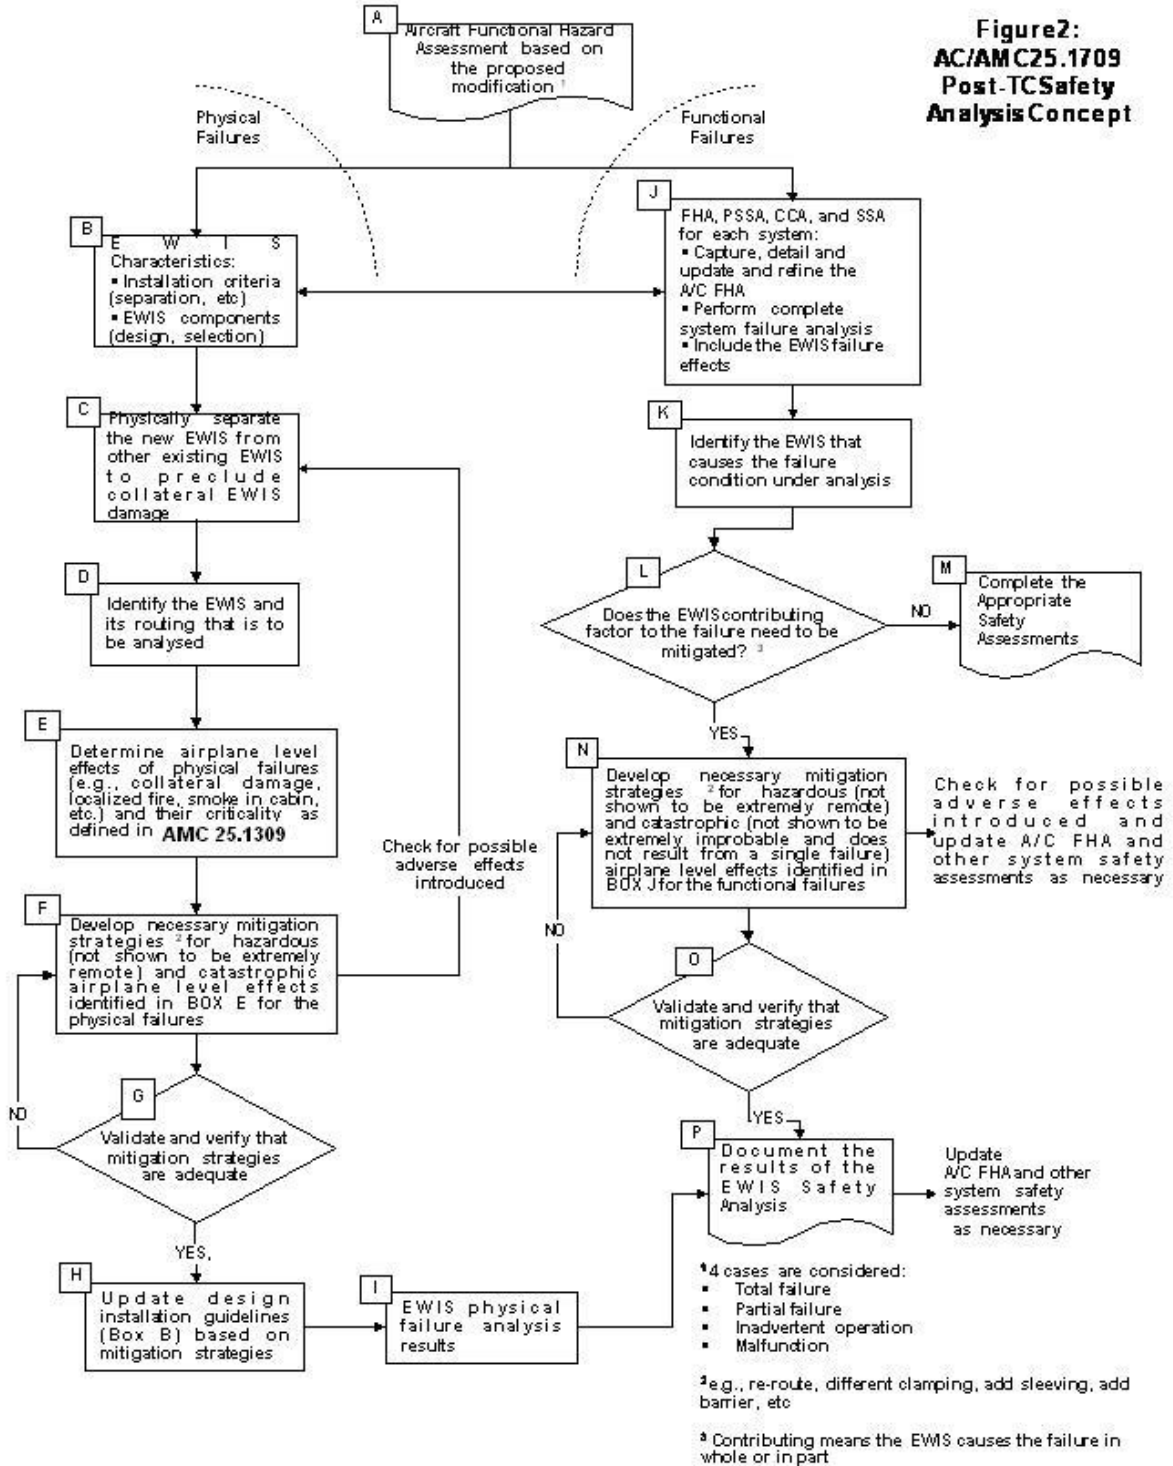 Figure2:
AC/AMC25.1709
Post-TCSafety
AnalysisConcept
A
Aircraft Functional Hazard
Assessment based on
the proposed
modification 1
Physical
Failures
Functional
Failures
B
E W I S
Characteristics:
▪ Installation criteria
(separation, etc)
▪ EWIS components
(design, selection)
J
FHA, PSSA, CCA, and SSA
for each system:
▪ Capture, detail and
update and refine the
A/C FHA
▪ Perform complete
system failure analysis
▪ Include the EWIS failure
effects
C
Physically separate
the new EWIS from
other existing EWIS
to preclude
collateral EWIS
damage
K
Identify the EWIS that
causes the failure
condition under analysis
D
Identify the EWIS and
its routing that is to
be analysed
L
Does the EWIS contributing
factor to the failure need to be
mitigated? 3
NO
M
Complete the
Appropriate
Safety
Assessments
YES
E
Determine airplane level
effects of physical failures
(e.g., collateral damage,
localized fire, smoke in cabin,
etc.) and their criticality as
defined in AMC 25.1309
N
Develop necessary mitigation
strategies 2 for hazardous (not
shown to be extremely remote)
and catastrophic (not shown to be
extremely improbable and does
not result from a single failure)
airplane level effects identified in
BOX J for the functional failures
Check for possible
adverse effects
introduced and
update A/C FHA and
other system safety
assessments as necessary
Check for possible
adverse effects
introduced
F
Develop necessary mitigation
strategies 2 for hazardous
(not shown to be extremely
remote) and catastrophic
airplane level effects
identified in BOX E for the
physical failures
NO
O
Validate and verify that
mitigation strategies
are adequate
YES
G
NO
Validate and verify that
mitigation strategies
are adequate
YES,
P
Document the
results of the
EWIS Safety
Analysis
Update
A/C FHA and other
system safety
assessments
as necessary
H
Update design
installation guidelines
(Box B) based on
mitigation strategies
I
EWIS physical
failure analysis
results
1 4 cases are considered:
▪ Total failure
▪ Partial failure
▪ Inadvertent operation
▪ Malfunction
2 e.g., re-route, different clamping, add sleeving, add
barrier, etc
3 Contributing means the EWIS causes the failure in
whole or in part